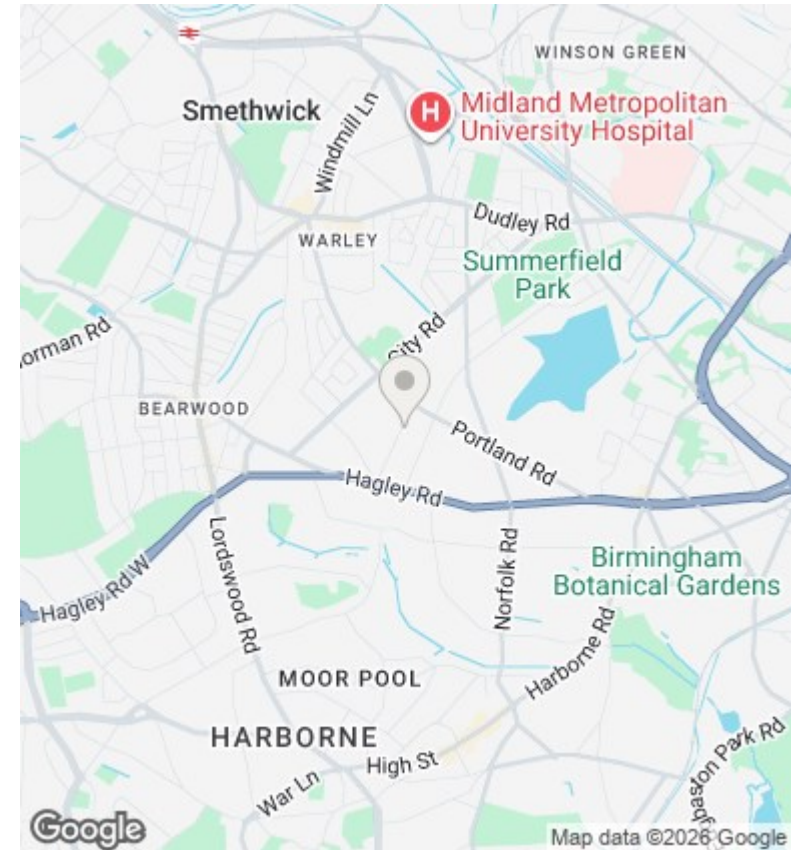 WINSON GREEN
Smethwick
Midland Metropolitan
University Hospital
H
Windmill Ln
Dudley Rd
WARLEY
Summerfield
Park
City Rd
orman Rd
BEARWOOD
Portland Rd
Hagley Rd
Lordswood Rd
Norfolk Rd
Birmingham
Botanical Gardens
Hagley Rd W
Harborne Rd
MOOR POOL
HARBORNE
High St
War Ln
baston Park Rd
Google
Map data ©2026 Google